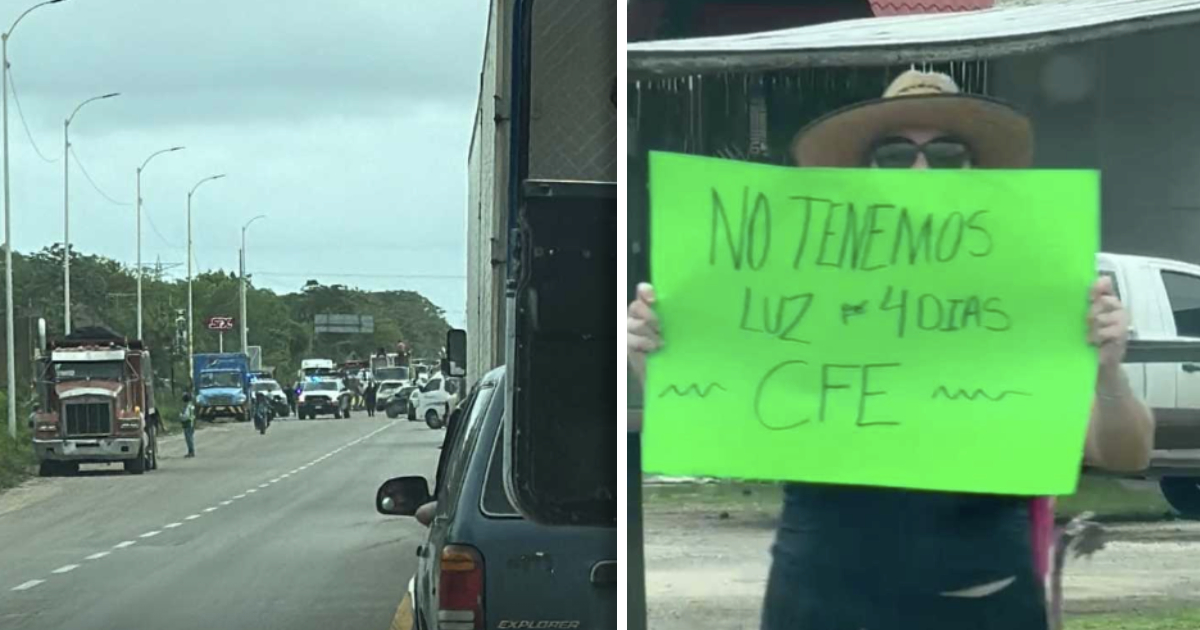 EXPLORER
NO TENEMOS
LUZ 4 DIAS
~ CFE ~